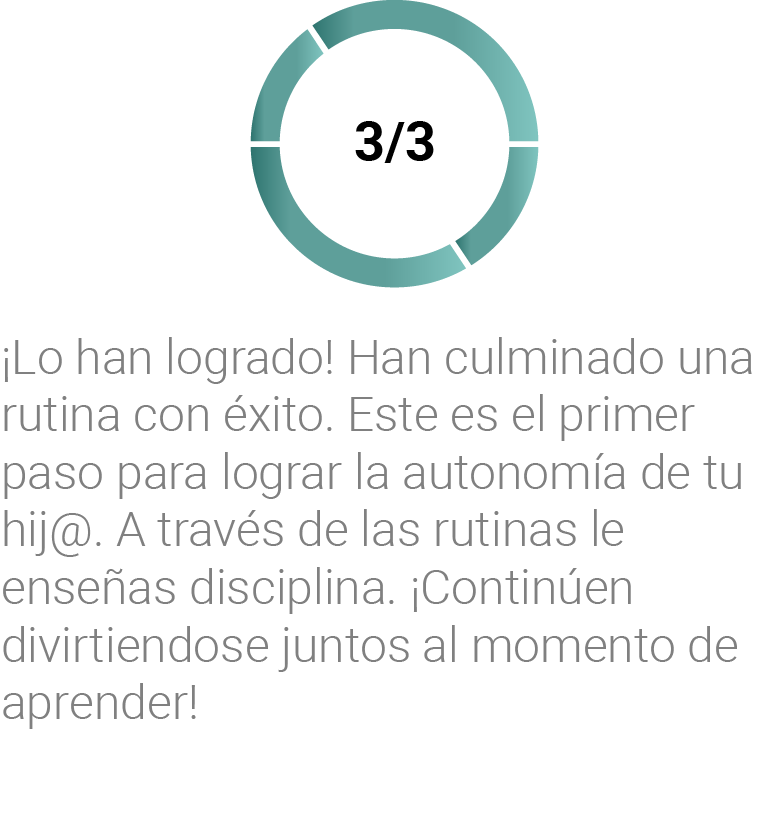 3/3
¡Lo han logrado! Han culminado una
rutina con éxito. Este es el primer
paso para lograr la autonomía de tu
hij@. A través de las rutinas le
enseñas disciplina. ¡Continúen
divirtiendose juntos al momento de
aprender!